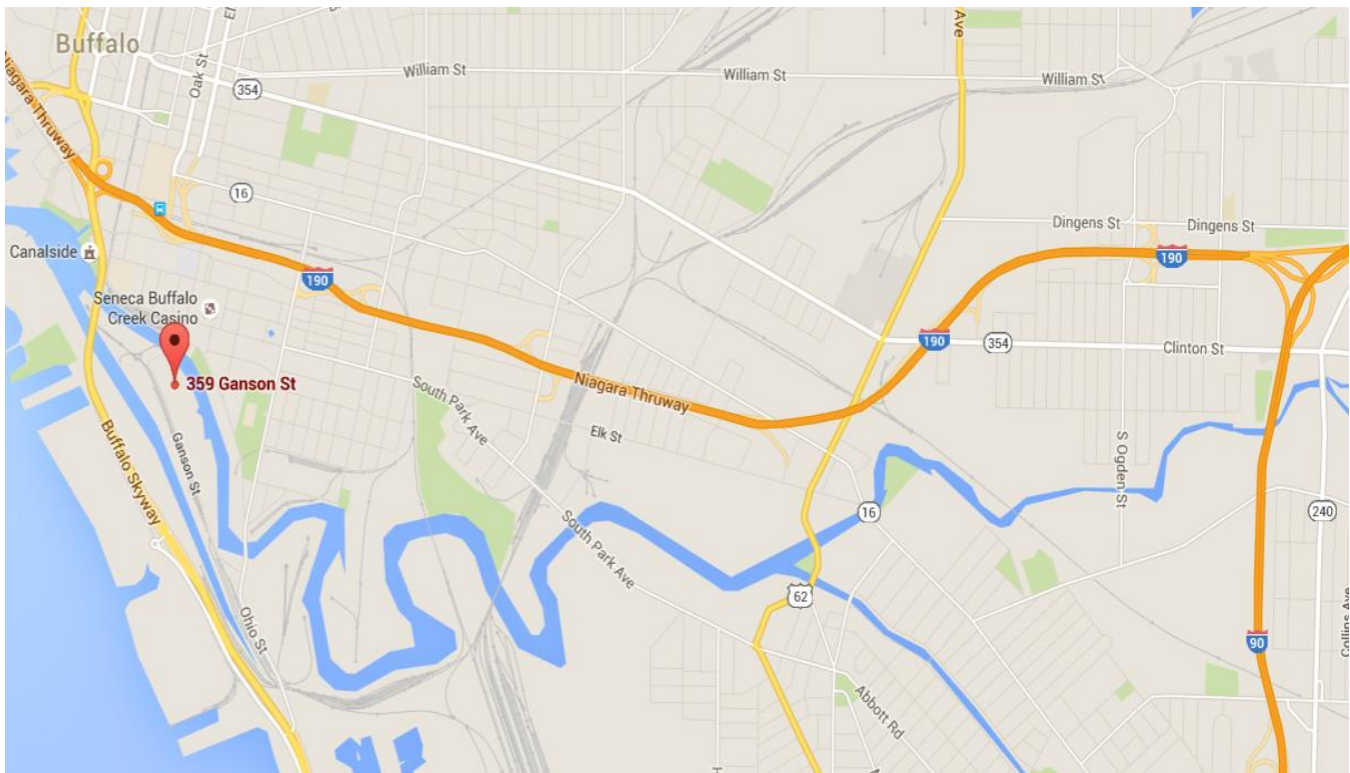 Ave
El
Buffalo
Oak St
William St
William St
William St
354
Niagara Thruway
16
Dingens St
Dingens St
Canalside
190
190
Seneca Buffalo
Creek Casino
190
354
Clinton St
359 Ganson St
Niagara Thruway
South Park Ave
Elk St
Buffalo Skyway
Ganson St
S Ogden St
16
240
South Park Ave
62
Ohio St
Collins Ave
90
Abbott Rd